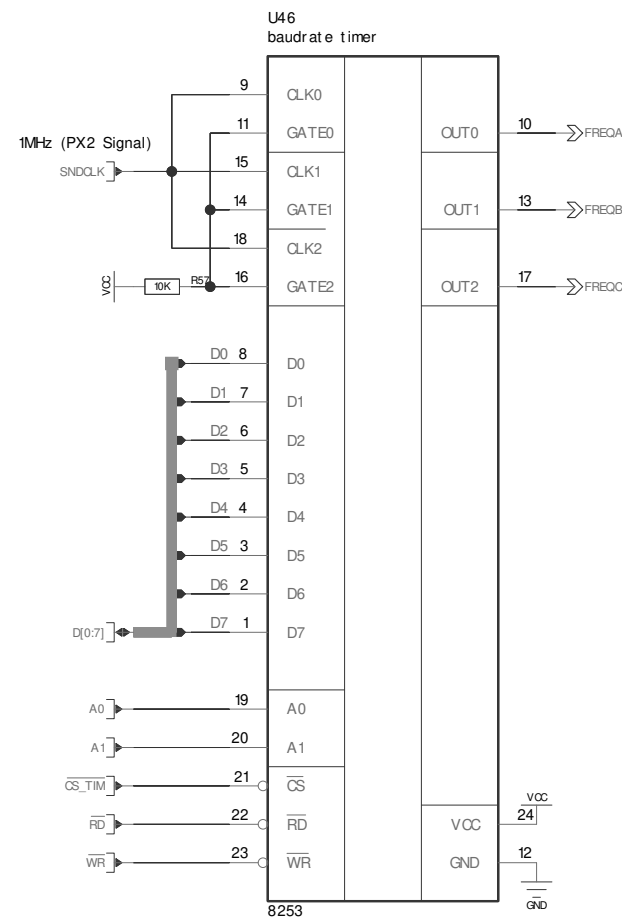 U46
baudrate timer
9 CLK0
11 GATE0 OUT0 10 FREQA
1MHz (PX2 Signal)
SNDCLK 15 CLK1
14 GATE1 OUT1 13 FREQB
18 CLK2
VCC 10K R57 16 GATE2 OUT2 17 FREQC
D0 8 D0
D1 7 D1
D2 6 D2
D3 5 D3
D4 4 D4
D5 3 D5
D6 2 D6
D[0:7] D7 1 D7
A0 19 A0
A1 20 A1
CS_TIM 21 CS
VCC
RD 22 RD VCC 24
WR 23 WR GND 12
GND
8253